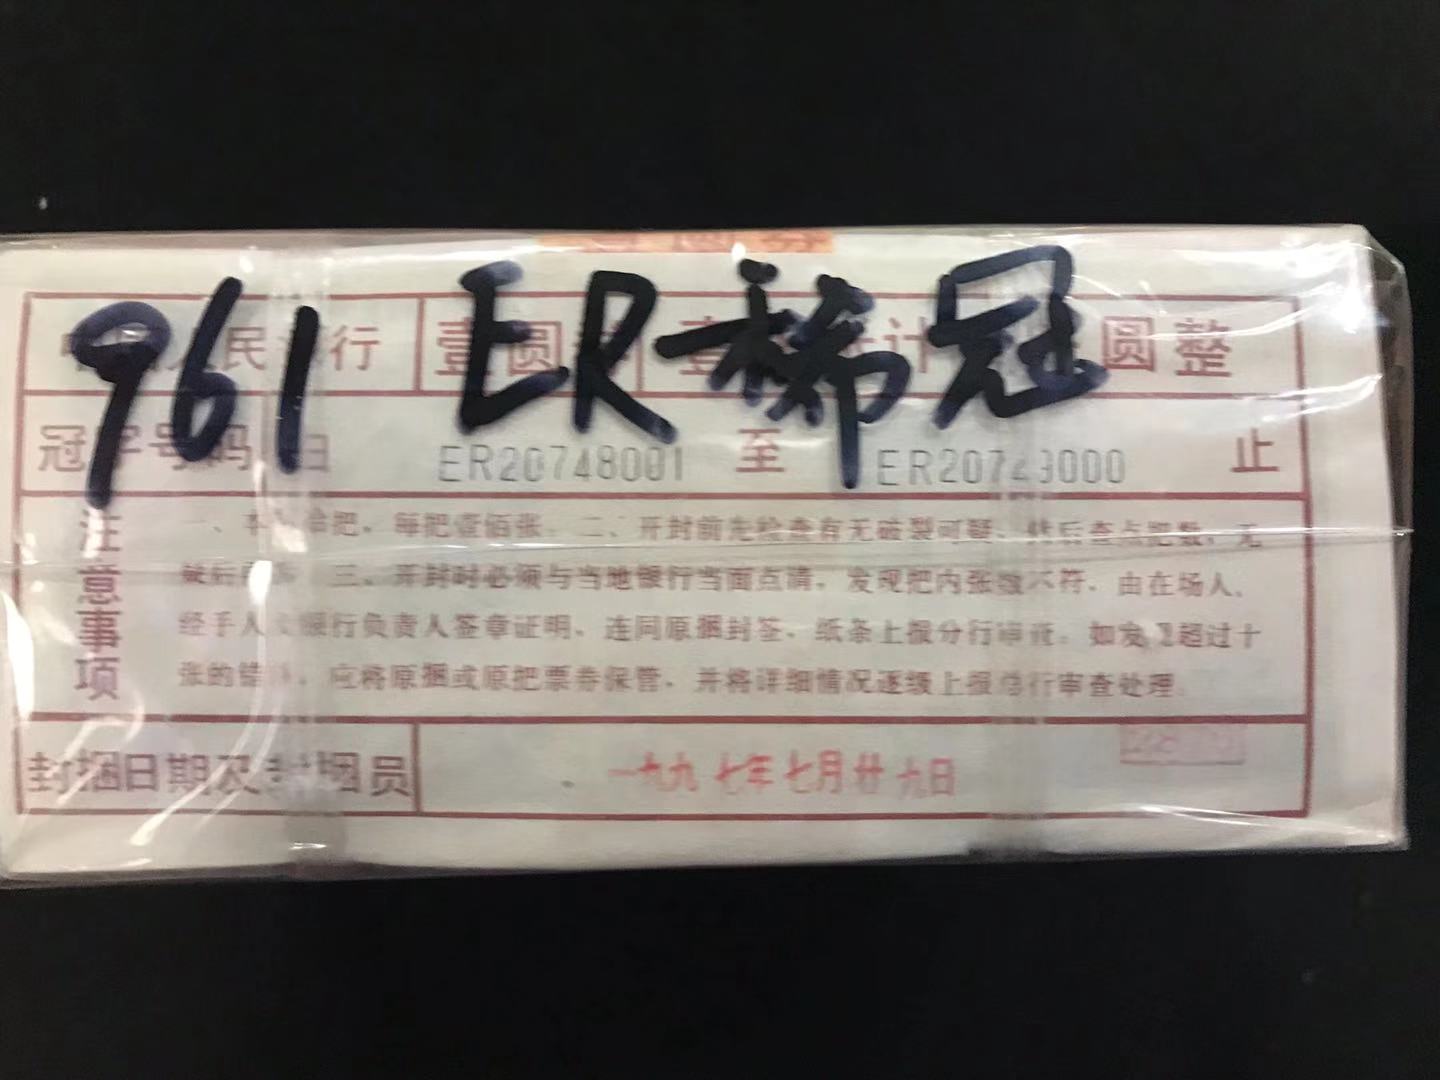 961 ER 稀冠
民 行 壹圆 壹 计 圆整
冠字号码 ER20748001 至 ER20749000 止
注意事项
把，每把壹佰张。二、开封前先检查有无破裂可疑，然后查点把数，无
三、开封时必须与当地银行当面点清，发现把内张数不符，由在场人、
经手人 银行负责人签章证明，连同原捆封签、纸条上报分行审查。如发现超过十
张的错 ，应将原捆或原把票券保管，并将详细情况逐级上报总行审查处理。
封捆日期及封捆员 一九九七年七月廿九日